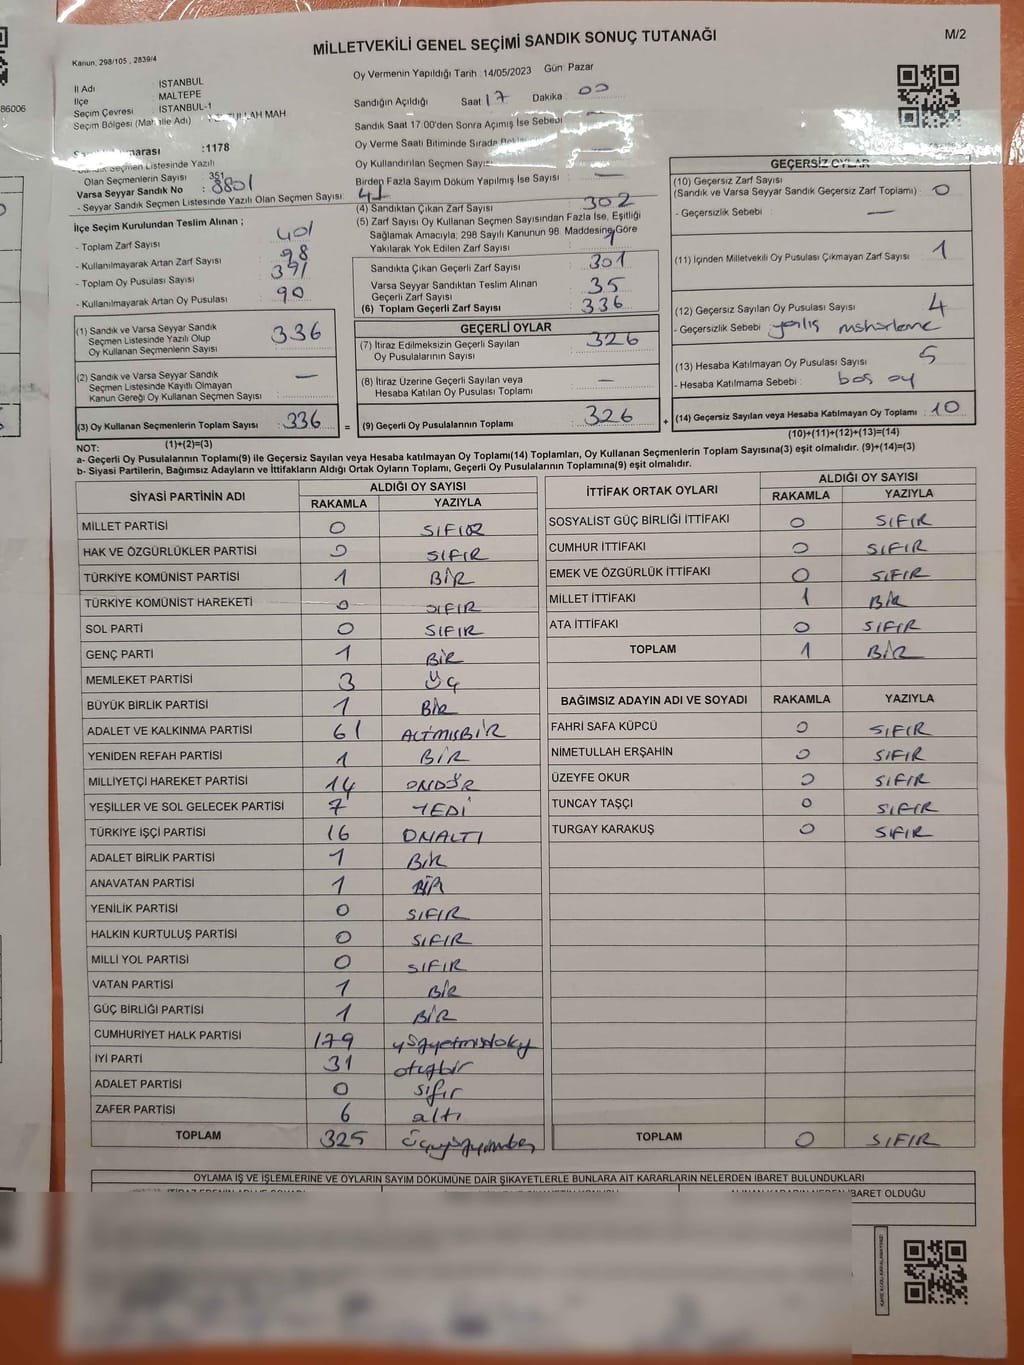 MİLLETVEKİLİ GENEL SEÇİMİ SANDIK SONUÇ TUTANAĞI
M/2
Kanun: 298/105 , 2839/4
İl Adı İSTANBUL
İlçe MALTEPE
Seçim Çevresi İSTANBUL-1
Seçim Bölgesi (Mahalle Adı) : MAH
:1178
Sandık Seçmen Listesinde Yazılı
Olan Seçmenlerin Sayısı 351
Varsa Seyyar Sandık No : 8801
- Seyyar Sandık Seçmen Listesinde Yazılı Olan Seçmen Sayısı: 41
İlçe Seçim Kurulundan Teslim Alınan ;
- Toplam Zarf Sayısı : 401
- Kullanılmayarak Artan Zarf Sayısı : 98
- Toplam Oy Pusulası Sayısı : 391
- Kullanılmayarak Artan Oy Pusulası : 90
Oy Vermenin Yapıldığı Tarih :14/05/2023 Gün: Pazar
Sandığın Açıldığı Saat 17 Dakika : 00
Sandık Saat 17:00'den Sonra Açılmış İse Sebebi —
Oy Verme Saati Bitiminde Sırada
Oy Kullandırılan Seçmen Sayısı —
Birden Fazla Sayım Döküm Yapılmış İse Sayısı : —
(4) Sandıktan Çıkan Zarf Sayısı : 302
(5) Zarf Sayısı Oy Kullanan Seçmen Sayısından Fazla İse, Eşitliği
Sağlamak Amacıyla; 298 Sayılı Kanunun 98. Maddesine Göre
Yakılarak Yok Edilen Zarf Sayısı : 1
Sandıkta Çıkan Geçerli Zarf Sayısı : 301
Varsa Seyyar Sandıktan Teslim Alınan
Geçerli Zarf Sayısı : 35
(6) Toplam Geçerli Zarf Sayısı : 336
GEÇERSİZ OYLAR
(10) Geçersiz Zarf Sayısı
(Sandık ve Varsa Seyyar Sandık Geçersiz Zarf Toplamı) : 0
- Geçersizlik Sebebi : —
(11) İçinden Milletvekili Oy Pusulası Çıkmayan Zarf Sayısı : 1
(12) Geçersiz Sayılan Oy Pusulası Sayısı : 4
- Geçersizlik Sebebi : yanlış mühürleme
(13) Hesaba Katılmayan Oy Pusulası Sayısı : 5
- Hesaba Katılmama Sebebi : boş oy
(14) Geçersiz Sayılan veya Hesaba Katılmayan Oy Toplamı : 10
(10)+(11)+(12)+(13)=(14)
(1) Sandık ve Varsa Seyyar Sandık
Seçmen Listesinde Yazılı Olup
Oy Kullanan Seçmenlerin Sayısı : 336
(2) Sandık ve Varsa Seyyar Sandık
Seçmen Listesinde Kayıtlı Olmayan
Kanun Gereği Oy Kullanan Seçmen Sayısı : —
(3) Oy Kullanan Seçmenlerin Toplam Sayısı : 336
(1)+(2)=(3)
GEÇERLİ OYLAR
(7) İtiraz Edilmeksizin Geçerli Sayılan
Oy Pusulalarının Sayısı : 326
(8) İtiraz Üzerine Geçerli Sayılan veya
Hesaba Katılan Oy Pusulası Toplamı : —
= (9) Geçerli Oy Pusulalarının Toplamı : 326 +
NOT:
a- Geçerli Oy Pusulalarının Toplamı(9) ile Geçersiz Sayılan veya Hesaba katılmayan Oy Toplamı(14) Toplamları, Oy Kullanan Seçmenlerin Toplam Sayısına(3) eşit olmalıdır. (9)+(14)=(3)
b- Siyasi Partilerin, Bağımsız Adayların ve İttifakların Aldığı Ortak Oyların Toplamı, Geçerli Oy Pusulalarının Toplamına(9) eşit olmalıdır.
SİYASİ PARTİNİN ADI ALDIĞI OY SAYISI
RAKAMLA YAZIYLA
MİLLET PARTİSİ 0 SIFIR
HAK VE ÖZGÜRLÜKLER PARTİSİ 0 SIFIR
TÜRKİYE KOMÜNİST PARTİSİ 1 BİR
TÜRKİYE KOMÜNİST HAREKETİ 0 SIFIR
SOL PARTİ 0 SIFIR
GENÇ PARTİ 1 BİR
MEMLEKET PARTİSİ 3 ÜÇ
BÜYÜK BİRLİK PARTİSİ 1 BİR
ADALET VE KALKINMA PARTİSİ 61 ALTMIŞBİR
YENİDEN REFAH PARTİSİ 1 BİR
MİLLİYETÇİ HAREKET PARTİSİ 14 ONDÖR
YEŞİLLER VE SOL GELECEK PARTİSİ 7 YEDİ
TÜRKİYE İŞÇİ PARTİSİ 16 ONALTI
ADALET BİRLİK PARTİSİ 1 BİR
ANAVATAN PARTİSİ 1 BİR
YENİLİK PARTİSİ 0 SIFIR
HALKIN KURTULUŞ PARTİSİ 0 SIFIR
MİLLİ YOL PARTİSİ 0 SIFIR
VATAN PARTİSİ 1 BİR
GÜÇ BİRLİĞİ PARTİSİ 1 BİR
CUMHURİYET HALK PARTİSİ 179 yüzyetmişdokuz
İYİ PARTİ 31 otuzbir
ADALET PARTİSİ 0 sıfır
ZAFER PARTİSİ 6 altı
TOPLAM 325 üçyüzyirmibeş
İTTİFAK ORTAK OYLARI ALDIĞI OY SAYISI
RAKAMLA YAZIYLA
SOSYALİST GÜÇ BİRLİĞİ İTTİFAKI 0 SIFIR
CUMHUR İTTİFAKI 0 SIFIR
EMEK VE ÖZGÜRLÜK İTTİFAKI 0 SIFIR
MİLLET İTTİFAKI 1 BİR
ATA İTTİFAKI 0 SIFIR
TOPLAM 1 BİR
BAĞIMSIZ ADAYIN ADI VE SOYADI RAKAMLA YAZIYLA
FAHRİ SAFA KÜPCÜ 0 SIFIR
NİMETULLAH ERŞAHİN 0 SIFIR
ÜZEYFE OKUR 0 SIFIR
TUNCAY TAŞÇI 0 SIFIR
TURGAY KARAKUŞ 0 SIFIR
TOPLAM 0 SIFIR
OYLAMA İŞ VE İŞLEMLERİNE VE OYLARIN SAYIM DÖKÜMÜNE DAİR ŞİKAYETLERLE BUNLARA AİT KARARLARIN NELERDEN İBARET BULUNDUKLARI
İBARET OLDUĞU
86006